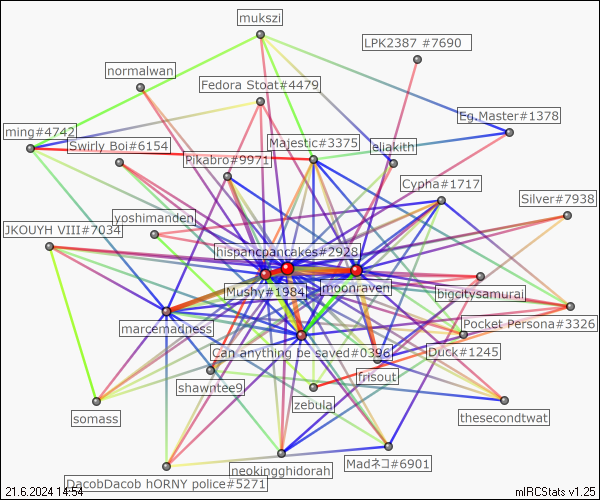 mukszi
LPK2387 #7690
normalwan
Fedora Stoat#4479
Eg.Master#1378
ming#4742
Swirly Boi#6154
Majestic#3375
eliakith
Pikabro#9971
Cypha#1717
Silver#7938
yoshimanden
JKOUYH VIII#7034
hispancpancakes#2928
Mushy#1984
moonraven
bigcitysamurai
marcemadness
Pocket Persona#3326
Can anything be saved#0396
Duck#1245
shawntee9
frisout
zebula
somass
thesecondtwat
neokingghidorah
Madネコ#6901
DacobDacob hORNY police#5271
21.6.2024 14:54
mIRCStats v1.25